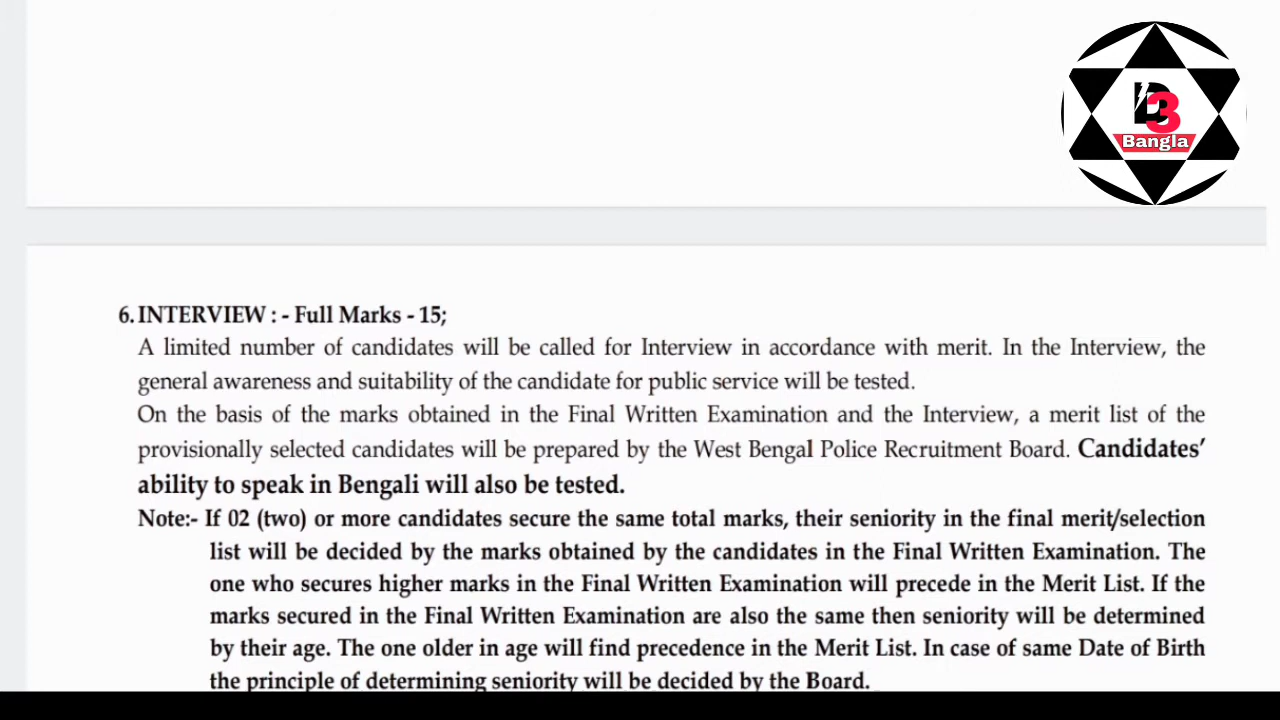 D3
Bangla
6. INTERVIEW : - Full Marks - 15;
A limited number of candidates will be called for Interview in accordance with merit. In the Interview, the
general awareness and suitability of the candidate for public service will be tested.
On the basis of the marks obtained in the Final Written Examination and the Interview, a merit list of the
provisionally selected candidates will be prepared by the West Bengal Police Recruitment Board. Candidates’
ability to speak in Bengali will also be tested.
Note:- If 02 (two) or more candidates secure the same total marks, their seniority in the final merit/selection
list will be decided by the marks obtained by the candidates in the Final Written Examination. The
one who secures higher marks in the Final Written Examination will precede in the Merit List. If the
marks secured in the Final Written Examination are also the same then seniority will be determined
by their age. The one older in age will find precedence in the Merit List. In case of same Date of Birth
the principle of determining seniority will be decided by the Board.